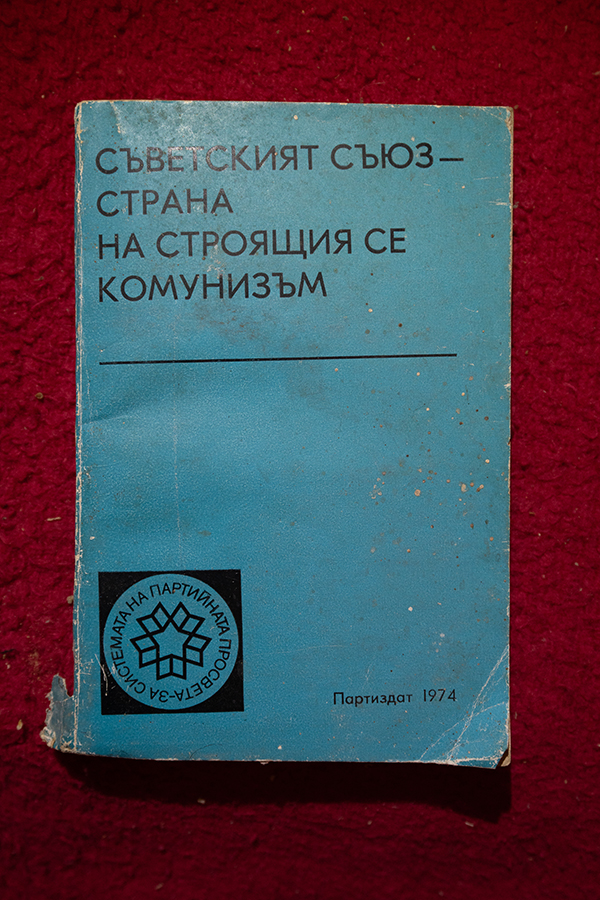 СЪВЕТСКИЯТ СЪЮЗ—
СТРАНА
НА СТРОЯЩИЯ СЕ
КОМУНИЗЪМ
ЗА СИСТЕМАТА НА ПАРТИЙНАТА ПРОСВЕТА-
Партиздат 1974